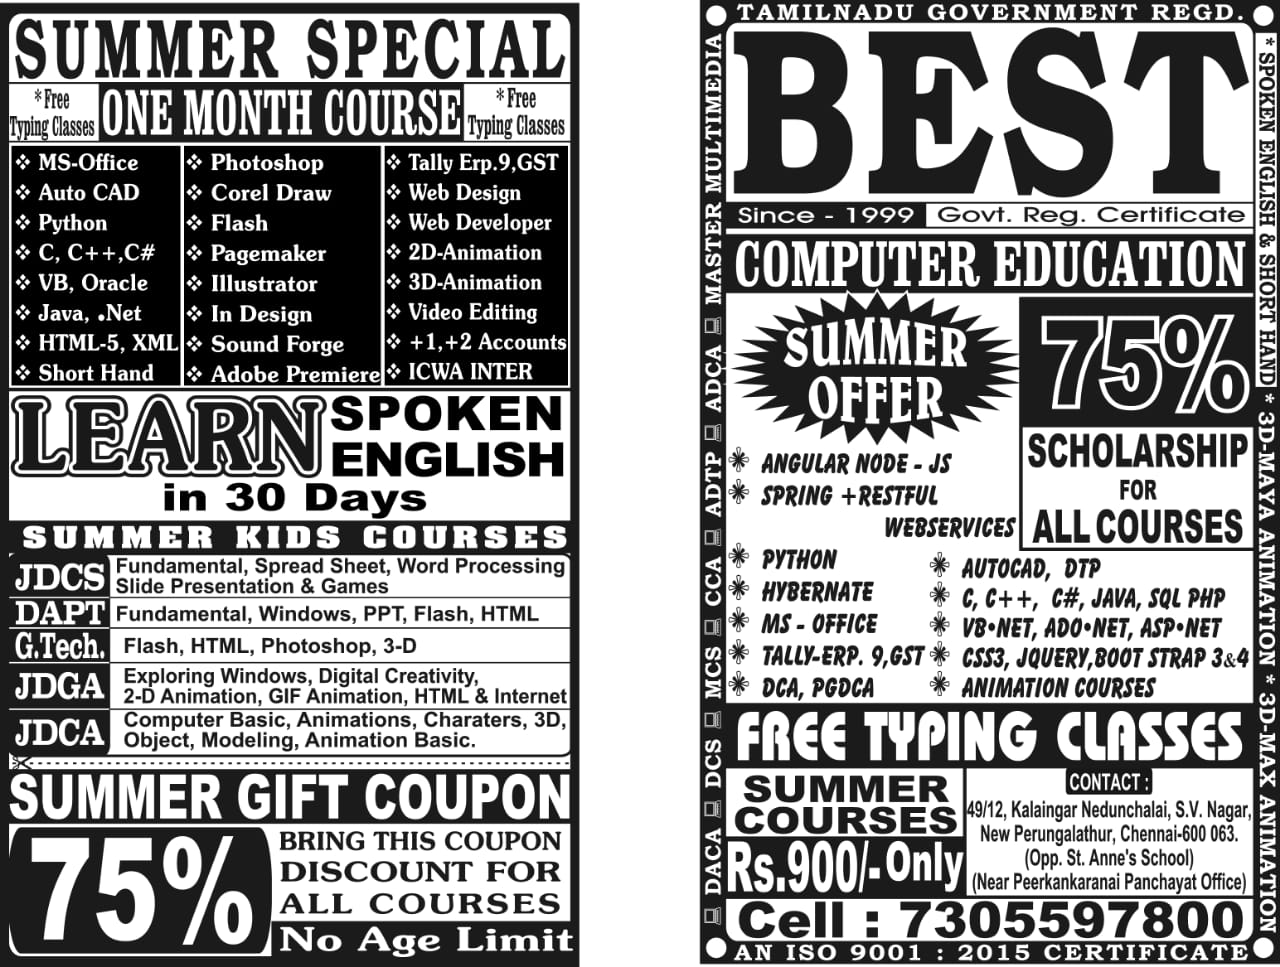 SUMMER SPECIAL
* Free
Typing Classes
ONE MONTH COURSE
* Free
Typing Classes
❖ MS-Office
❖ Auto CAD
❖ Python
❖ C, C++,C#
❖ VB, Oracle
❖ Java, .Net
❖ HTML-5, XML
❖ Short Hand
❖ Photoshop
❖ Corel Draw
❖ Flash
❖ Pagemaker
❖ Illustrator
❖ In Design
❖ Sound Forge
❖ Adobe Premiere
❖ Tally Erp.9,GST
❖ Web Design
❖ Web Developer
❖ 2D-Animation
❖ 3D-Animation
❖ Video Editing
❖ +1,+2 Accounts
❖ ICWA INTER
LEARN SPOKEN
ENGLISH
in 30 Days
SUMMER KIDS COURSES
JDCS
Fundamental, Spread Sheet, Word Processing
Slide Presentation & Games
DAPT Fundamental, Windows, PPT, Flash, HTML
G.Tech. Flash, HTML, Photoshop, 3-D
JDGA
Exploring Windows, Digital Creativity,
2-D Animation, GIF Animation, HTML & Internet
JDCA
Computer Basic, Animations, Charaters, 3D,
Object, Modeling, Animation Basic.
SUMMER GIFT COUPON
75%
BRING THIS COUPON
DISCOUNT FOR
ALL COURSES
No Age Limit
TAMILNADU GOVERNMENT REGD.
DACA DCS MCS CCA ADTP ADCA MASTER MULTIMEDIA
* SPOKEN ENGLISH & SHORT HAND * 3D-MAYA ANIMATION * 3D-MAX ANIMATION
BEST
Since - 1999 Govt. Reg. Certificate
COMPUTER EDUCATION
SUMMER
OFFER
75%
SCHOLARSHIP
FOR
ALL COURSES
❋ ANGULAR NODE - JS
❋ SPRING +RESTFUL
WEBSERVICES
❋ PYTHON
❋ HYBERNATE
❋ MS - OFFICE
❋ TALLY-ERP. 9,GST
❋ DCA, PGDCA
❋ AUTOCAD, DTP
❋ C, C++, C#, JAVA, SQL PHP
❋ VB•NET, ADO•NET, ASP•NET
❋ CSS3, JQUERY,BOOT STRAP 3&4
❋ ANIMATION COURSES
FREE TYPING CLASSES
SUMMER
COURSES
Rs.900/- Only
CONTACT :
49/12, Kalaingar Nedunchalai, S.V. Nagar,
New Perungalathur, Chennai-600 063.
(Opp. St. Anne's School)
(Near Peerkankaranai Panchayat Office)
Cell : 7305597800
AN ISO 9001 : 2015 CERTIFICATE